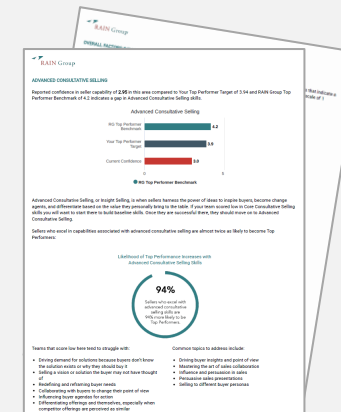 RAIN Group
OVERALL
RAIN Group
ADVANCED CONSULTATIVE SELLING
Reported confidence in seller capability of 2.95 in this area compared to Your Top Performer Target of 3.94 and RAIN Group Top
Performer Benchmark of 4.2 indicates a gap in Advanced Consultative Selling skills.
Advanced Consultative Selling
RG Top Performer
Benchmark
4.2
Your Top Performer
Target
3.9
Current Confidence
3.0
0
5
RG Top Performer Benchmark
Advanced Consultative Selling, or Insight Selling, is when sellers harness the power of ideas to inspire buyers, become change
agents, and differentiate based on the value they personally bring to the table. If your team scored low in Core Consultative Selling
skills you will want to start there to build baseline skills. Once they are successful there, they should move on to Advanced
Consultative Selling.
Sellers who excel in capabilities associated with advanced consultative selling are almost twice as likely to become Top
Performers:
Likelihood of Top Performance Increases with
Advanced Consultative Selling Skills
94%
Sellers who excel with
advanced consultative
selling skills are
94% more likely to be
Top Performers.
Teams that score low here tend to struggle with:
• Driving demand for solutions because buyers don't know
the solution exists or why they should buy it
• Selling a vision or solution the buyer may not have thought
of
• Redefining and reframing buyer needs
• Collaborating with buyers to change their point of view
• Influencing buyer agendas for action
• Differentiating offerings and themselves, especially when
competitor offerings are perceived as similar
Common topics to address include:
• Driving buyer insights and point of view
• Mastering the art of sales collaboration
• Influence and persuasion in sales
• Persuasive sales presentations
• Selling to different buyer personas